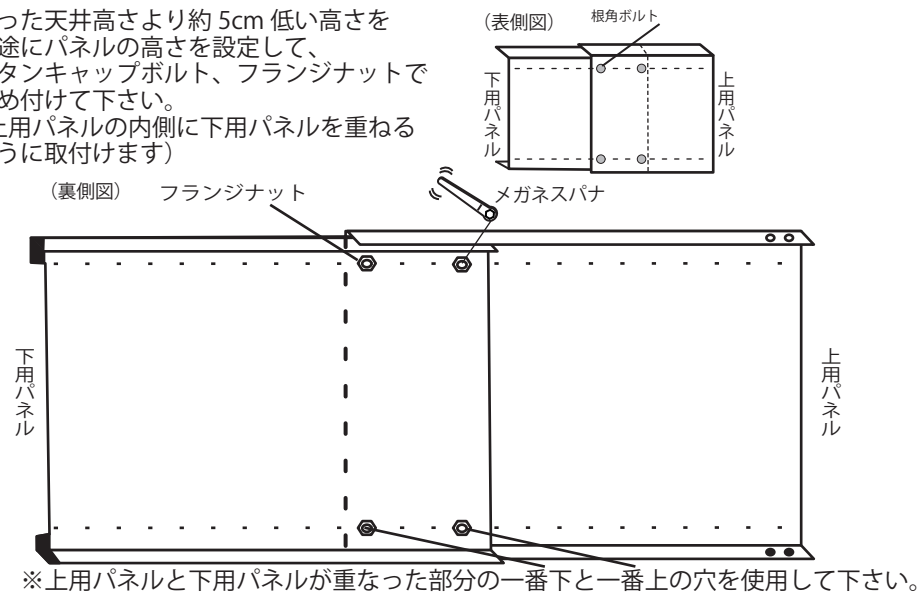 った天井高さより約 5cm 低い高さを
途にパネルの高さを設定して、
タンキャップボルト、フランジナットで
め付けて下さい。
上用パネルの内側に下用パネルを重ねる
うに取付けます）
（表側図）
根角ボルト
下用パネル
上用パネル
（裏側図）
フランジナット
メガネスパナ
下用パネル
上用パネル
※上用パネルと下用パネルが重なった部分の一番下と一番上の穴を使用して下さい。